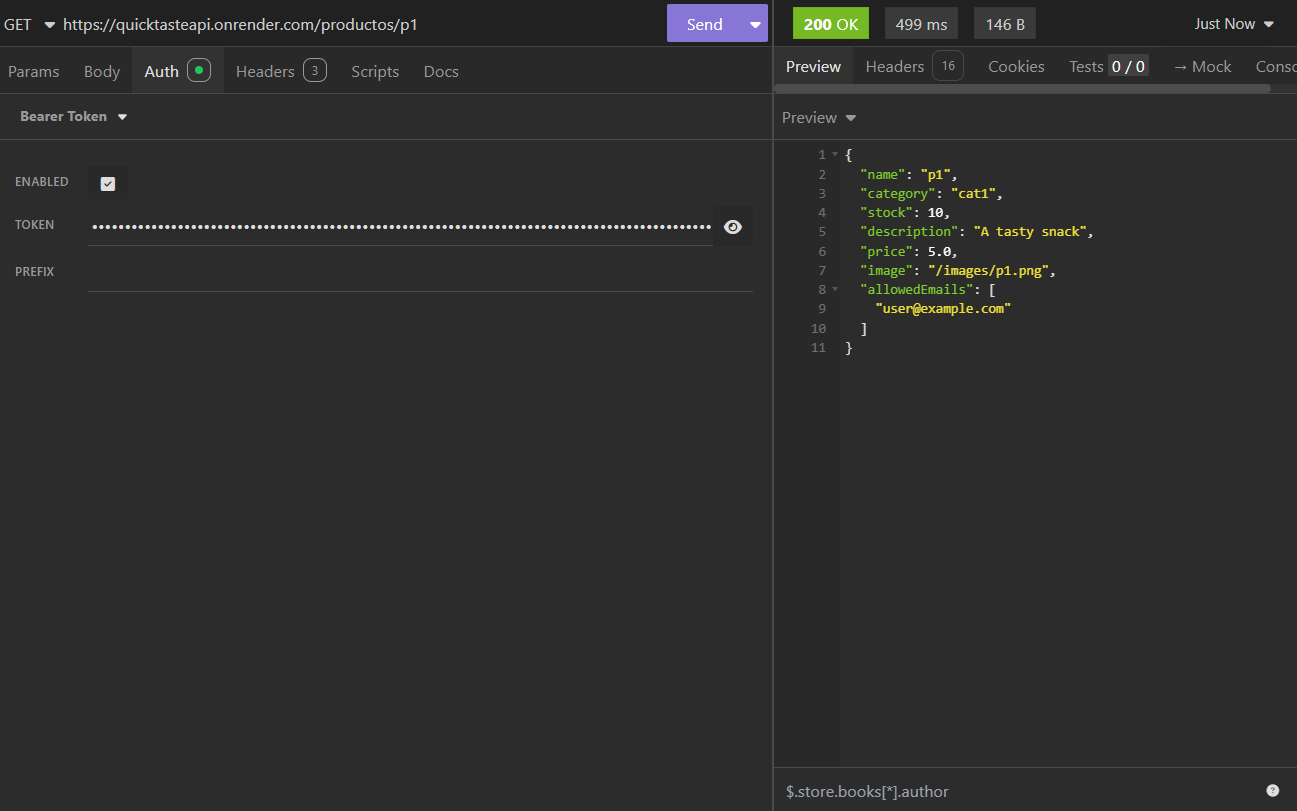 GET https://quicktasteapi.onrender.com/productos/p1 Send
Params Body Auth Headers 3 Scripts Docs
Bearer Token
ENABLED
TOKEN ••••••••••••••••••••••••••••••••••••••••••••••••••••••••••••••••••••••••••••••••••••••••
PREFIX
200 OK 499 ms 146 B Just Now
Preview Headers 16 Cookies Tests 0 / 0 → Mock Conso
Preview
1 {
2 "name": "p1",
3 "category": "cat1",
4 "stock": 10,
5 "description": "A tasty snack",
6 "price": 5.0,
7 "image": "/images/p1.png",
8 "allowedEmails": [
9 "user@example.com"
10 ]
11 }
$.store.books[*].author